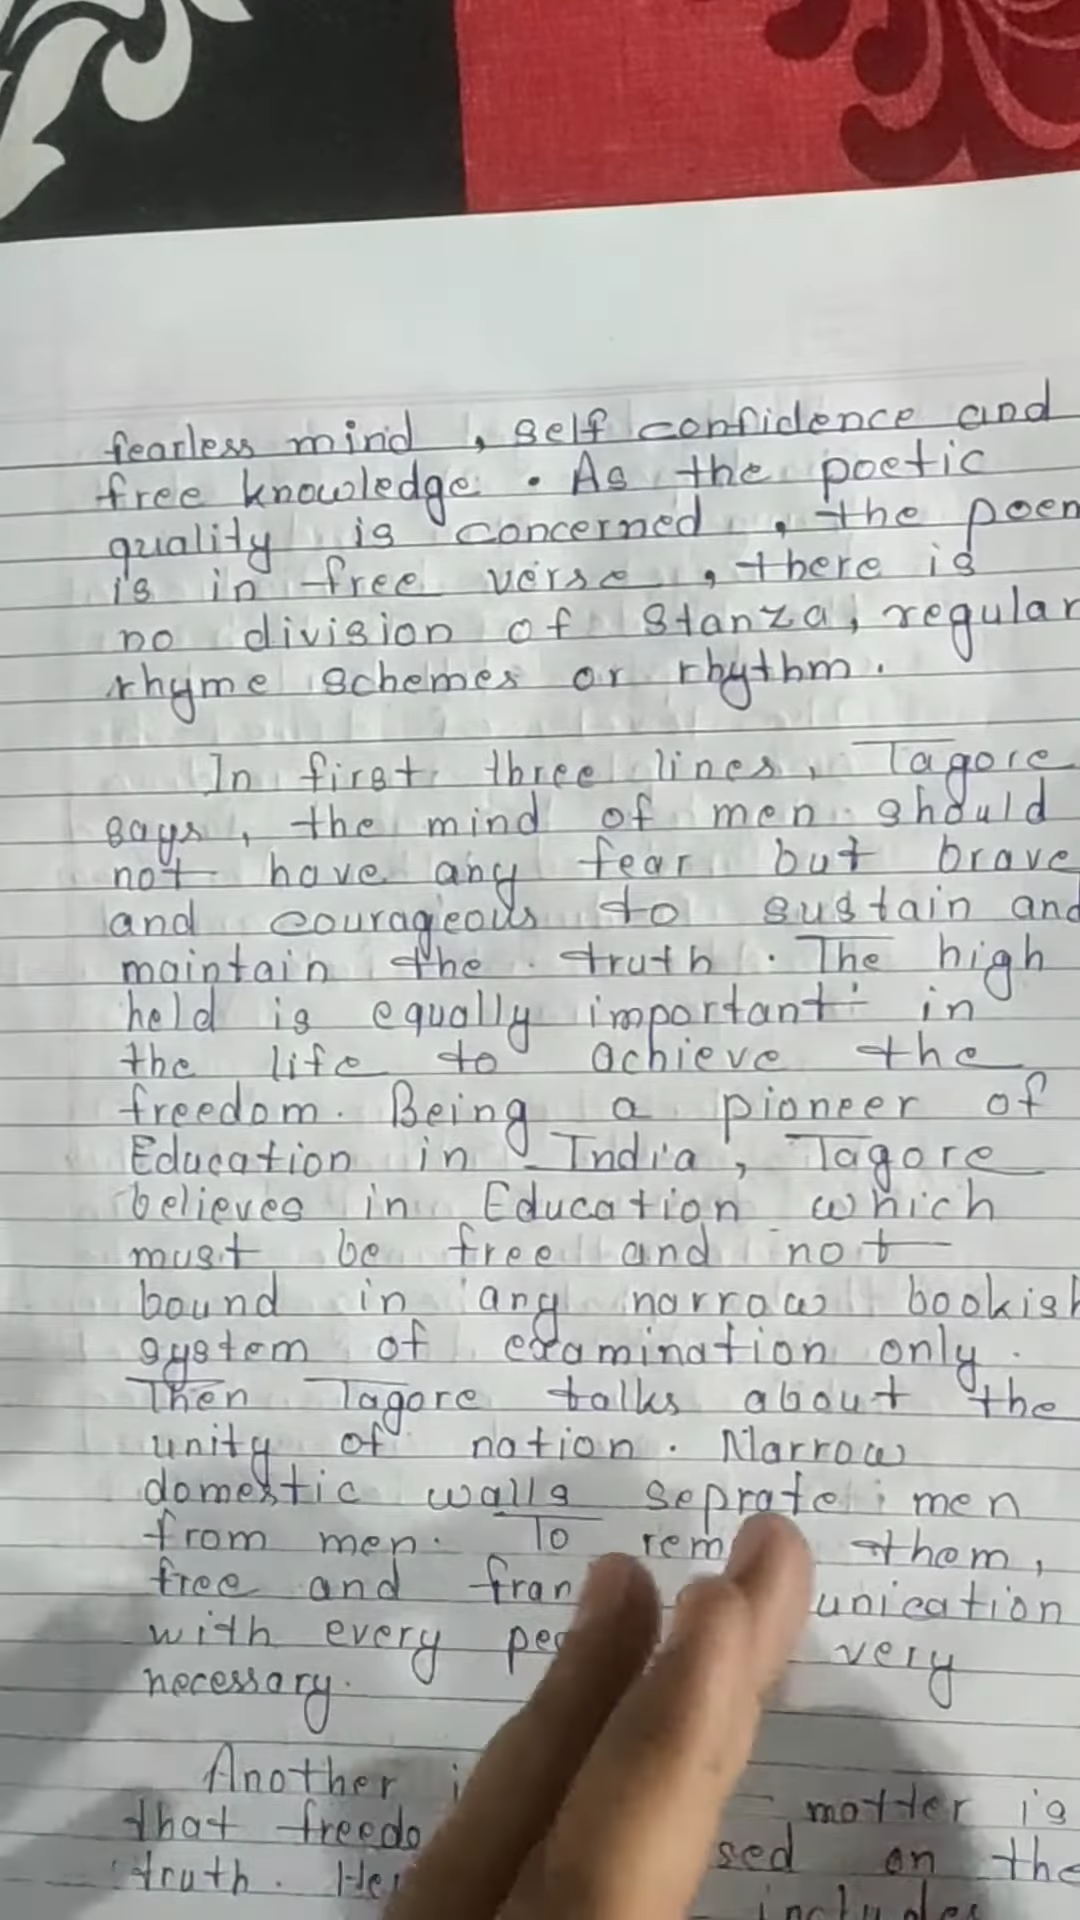 fearless mind, self confidence and
free knowledge. As the poetic
quality is concerned, the poem
is in free verse, there is
no division of stanza, regular
rhyme schemes or rhythm.
In first three lines, Tagore
says, the mind of men should
not have any fear but brave
and courageous to sustain and
maintain the truth. The high
held is equally important in
the life to achieve the
freedom. Being a pioneer of
Education in India, Tagore
believes in Education which
must be free and not
bound in any narrow bookish
system of examination only.
Then Tagore talks about the
unity of nation. Narrow
domestic walls seprate men
from men. To them,
free and
with every very
necessary.
Another matter is
that on the
truth.